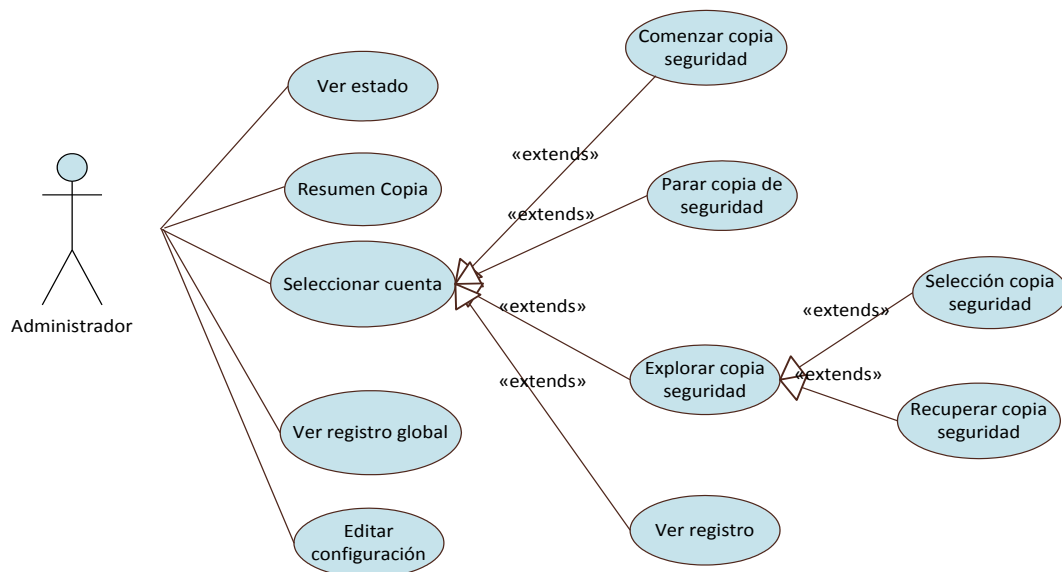 Comenzar copia
seguridad
Ver estado
«extends»
Parar copia de
seguridad
Resumen Copia
«extends»
Seleccionar cuenta
Selección copia
seguridad
«extends»
«extends»
Administrador
Explorar copia
seguridad
«extends»
«extends»
Recuperar copia
seguridad
Ver registro global
Editar
configuración
Ver registro